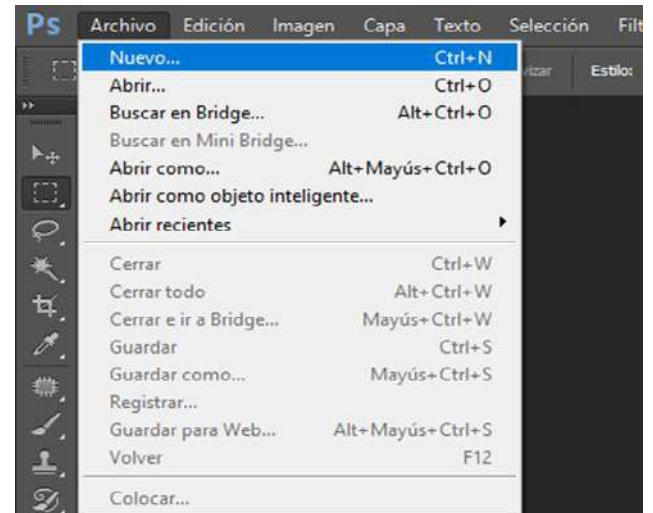 Ps Archivo Edición Imagen Capa Texto Selección Filt
Nuevo... Ctrl+N
vizar Estilo:
Abrir... Ctrl+O
Buscar en Bridge... Alt+Ctrl+O
Buscar en Mini Bridge...
Abrir como... Alt+Mayús+Ctrl+O
Abrir como objeto inteligente...
Abrir recientes
Cerrar Ctrl+W
Cerrar todo Alt+Ctrl+W
Cerrar e ir a Bridge... Mayús+Ctrl+W
Guardar Ctrl+S
Guardar como... Mayús+Ctrl+S
Registrar...
Guardar para Web... Alt+Mayús+Ctrl+S
Volver F12
Colocar...